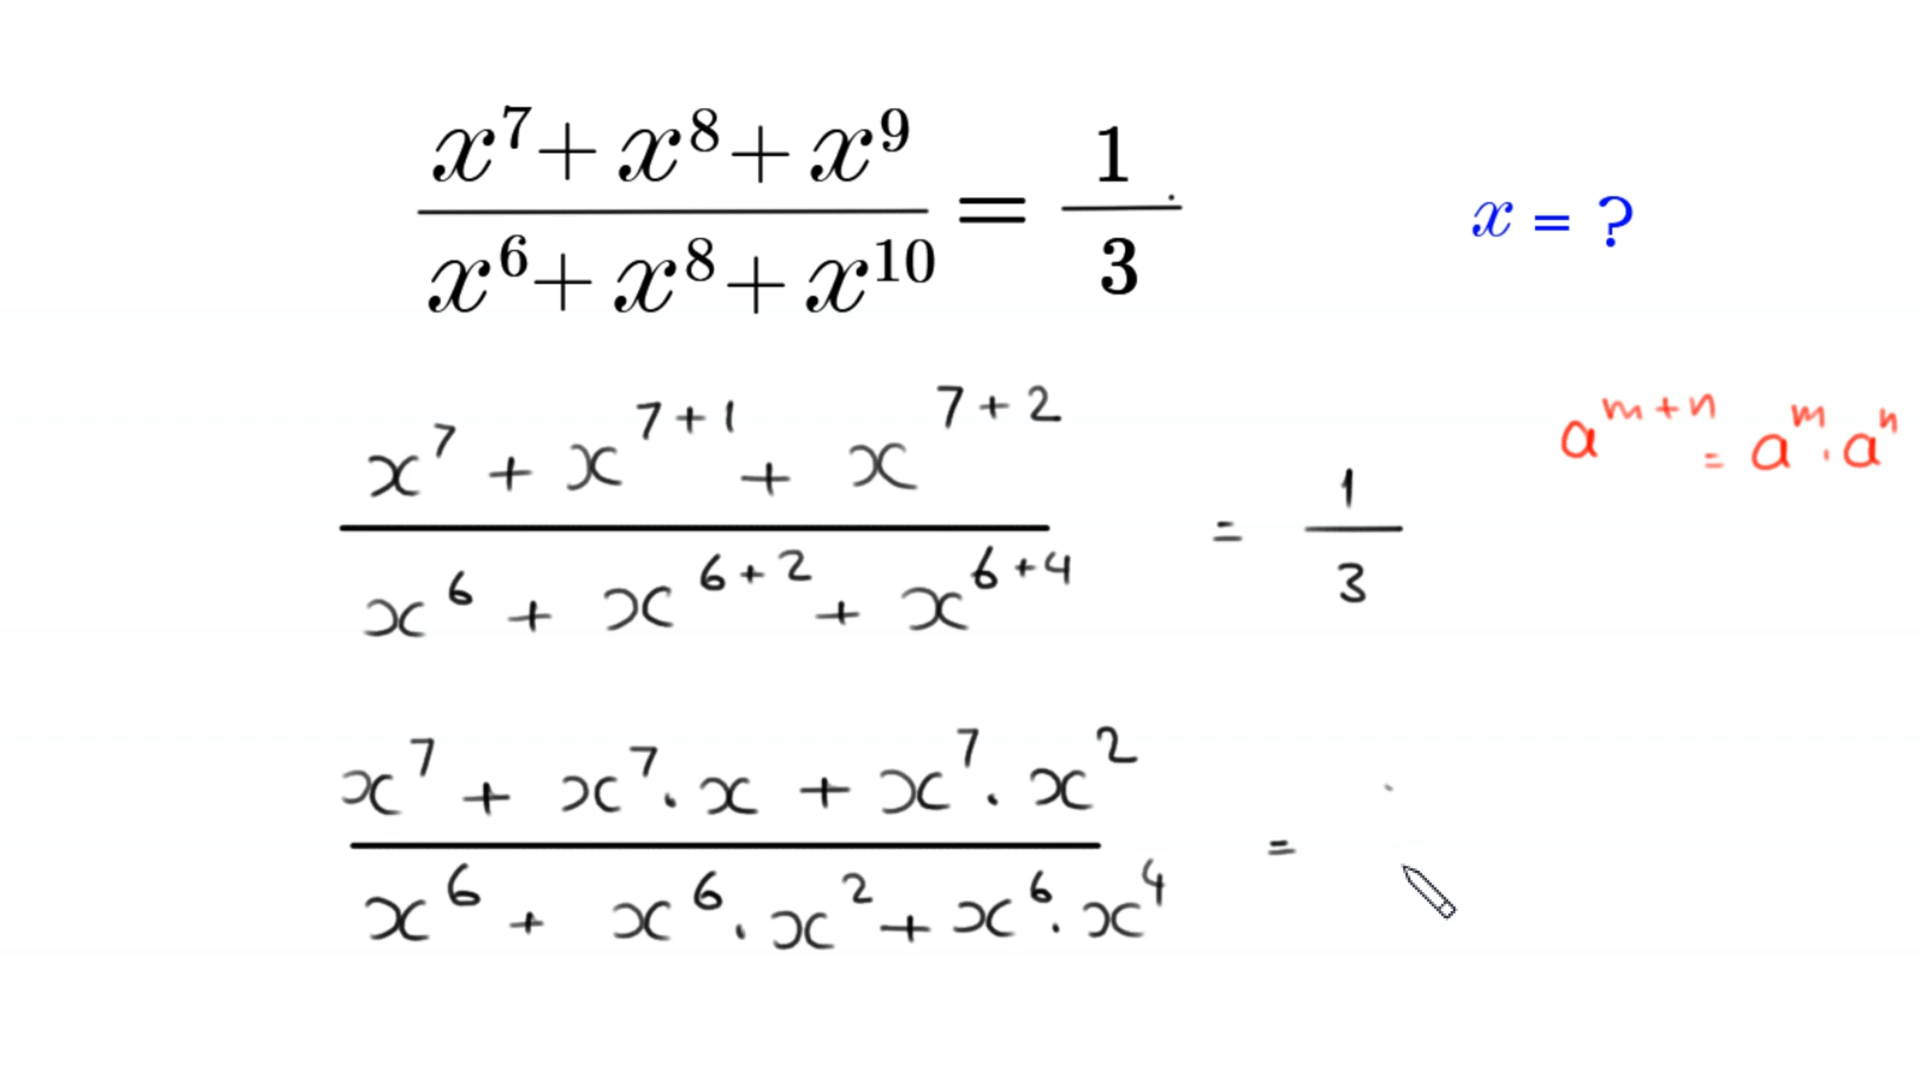 x^7 + x^8 + x^9 / x^6 + x^8 + x^10 = 1/3
x = ?
a^m+n = a^m . a^n
x^7 + x^7+1 + x^7+2 / x^6 + x^6+2 + x^6+4 = 1/3
x^7 + x^7 . x + x^7 . x^2 / x^6 + x^6 . x^2 + x^6 . x^4 =